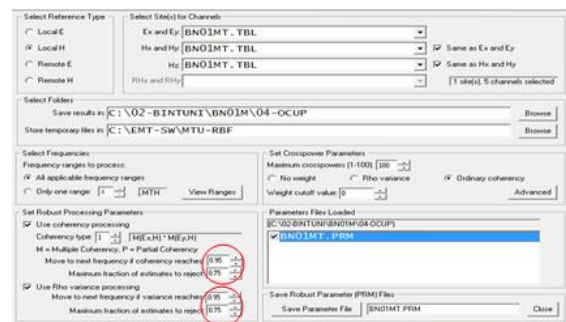 Select Reference Type
Local E
Local H
Remote E
Remote H
Select Site(s) for Channels
Ex and Ey: BN01MT.TBL
Hx and Hy: BN01MT.TBL
Same as Ex and Ey
Hz: BN01MT.TBL
Same as Hx and Hy
RHx and RHy:
1 site(s), 5 channels selected
Select Folders
Save results in: C:\02-BINTUNI\BN01M\04-OCUP
Browse
Store temporary files in: C:\EMT-SW\MTU-RBF
Browse
Select Frequencies
Frequency ranges to process:
All applicable frequency ranges
Only one range: 4 MTH View Ranges
Set Crosspower Parameters
Maximum crosspowers (1-100): 100
No weight
Rho variance
Ordinary coherency
Weight cutoff value: 0
Advanced
Set Robust Processing Parameters
Use coherency processing
Coherency type: 1 M(Ex,H) * M(Ey,H)
M = Multiple Coherency, P = Partial Coherency
Move to next frequency if coherency reaches: 0.95
Maximum fraction of estimates to reject: 0.75
Use Rho variance processing
Move to next frequency if variance reaches: 0.95
Maximum fraction of estimates to reject: 0.75
Parameters Files Loaded
(C:\02-BINTUNI\BN01MT\04-OCUP)
BN01MT.PRM
Save Robust Parameter (PRM) Files
Save Parameter File
BN01MT.PRM
Close